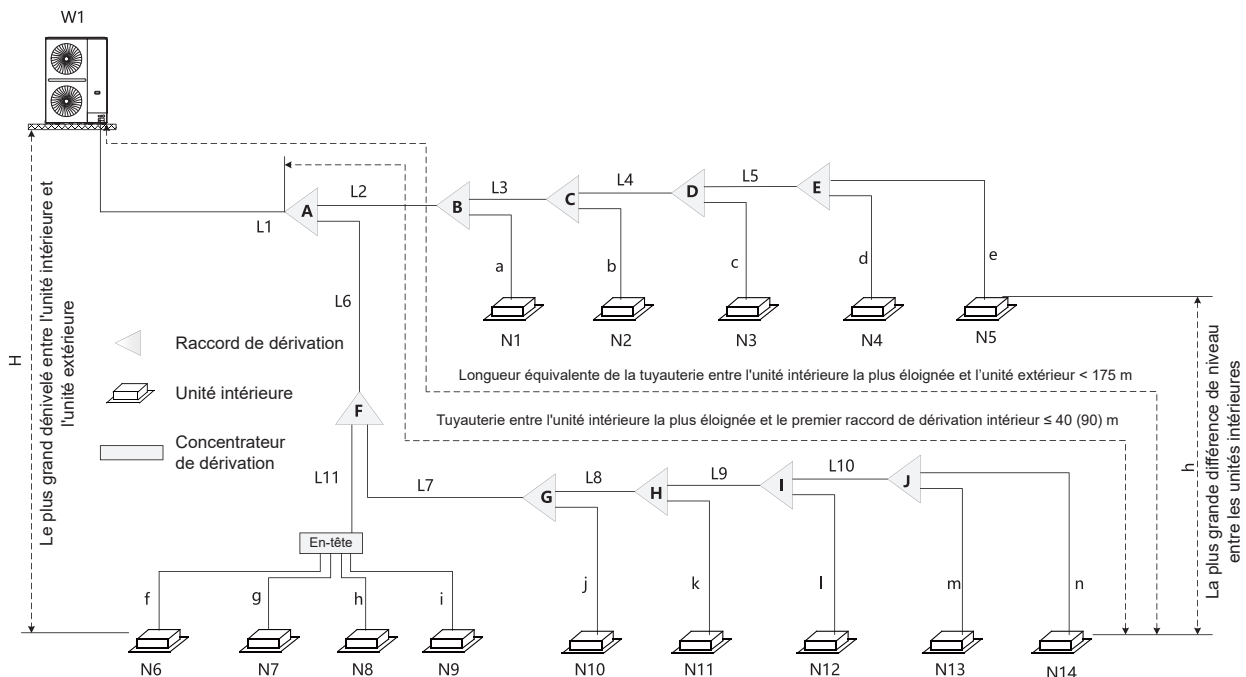 W1
H
Le plus grand dénivelé entre l'unité intérieure et
l'unité extérieure
L1
A
L2
B
L3
C
L4
D
L5
E
a
b
c
d
e
N1
N2
N3
N4
N5
L6
Raccord de dérivation
Unité intérieure
Concentrateur
de dérivation
Longueur équivalente de la tuyauterie entre l'unité intérieure la plus éloignée et l'unité extérieur < 175 m
Tuyauterie entre l'unité intérieure la plus éloignée et le premier raccord de dérivation intérieur ≤ 40 (90) m
F
L11
L7
G
L8
H
L9
I
L10
J
En-tête
f
g
h
i
j
k
l
m
n
N6
N7
N8
N9
N10
N11
N12
N13
N14
h
La plus grande différence de niveau
entre les unités intérieures